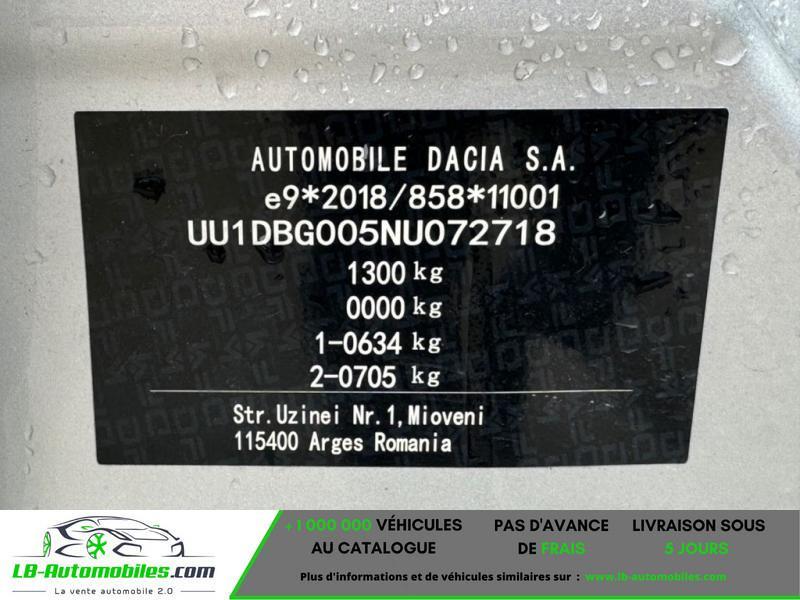 AUTOMOBILE DACIA S.A.
e9*2018/858*11001
UU1DBG005NU072718
1300 kg
0000 kg
1-0634 kg
2-0705 kg
Str.Uzinei Nr.1,Mioveni
115400 Arges Romania
LB-Automobiles.com
La vente automobile 2.0
+1 000 000 VÉHICULES
AU CATALOGUE
PAS D'AVANCE
DE FRAIS
LIVRAISON SOUS
5 JOURS
Plus d'informations et de véhicules similaires sur : www.lb-automobiles.com